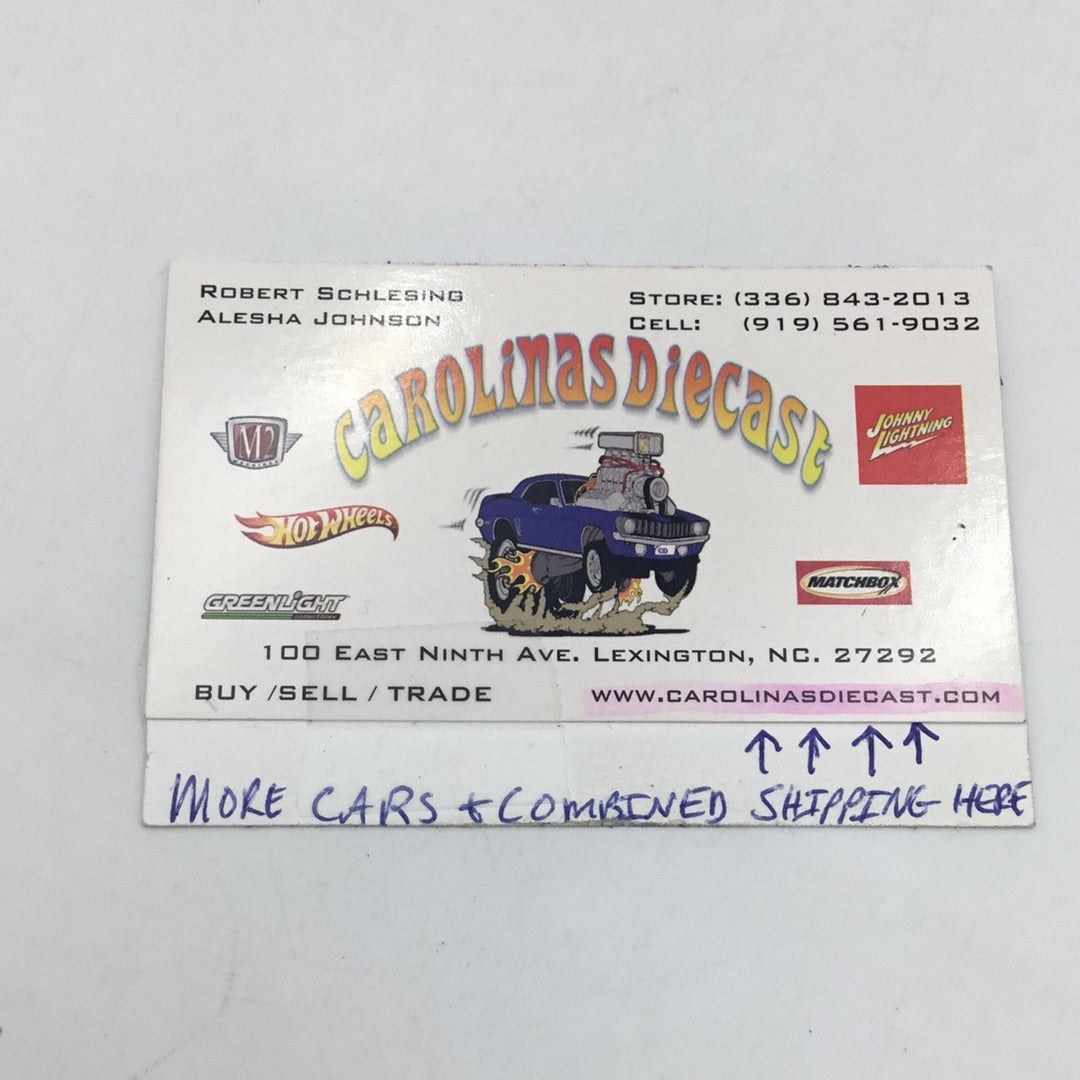 ROBERT SCHLESING
ALESHA JOHNSON
STORE: (336) 843-2013
CELL: (919) 561-9032
CAROLINAS DIECAST
M2
JOHNNY
LIGHTNING
HOT WHEELS
MATCHBOX
GREENLIGHT
collectibles
CD
100 EAST NINTH AVE. LEXINGTON, NC. 27292
BUY /SELL / TRADE
WWW.CAROLINASDIECAST.COM
↑ ↑ ↑ ↑
MORE CARS + COMBINED SHIPPING HERE